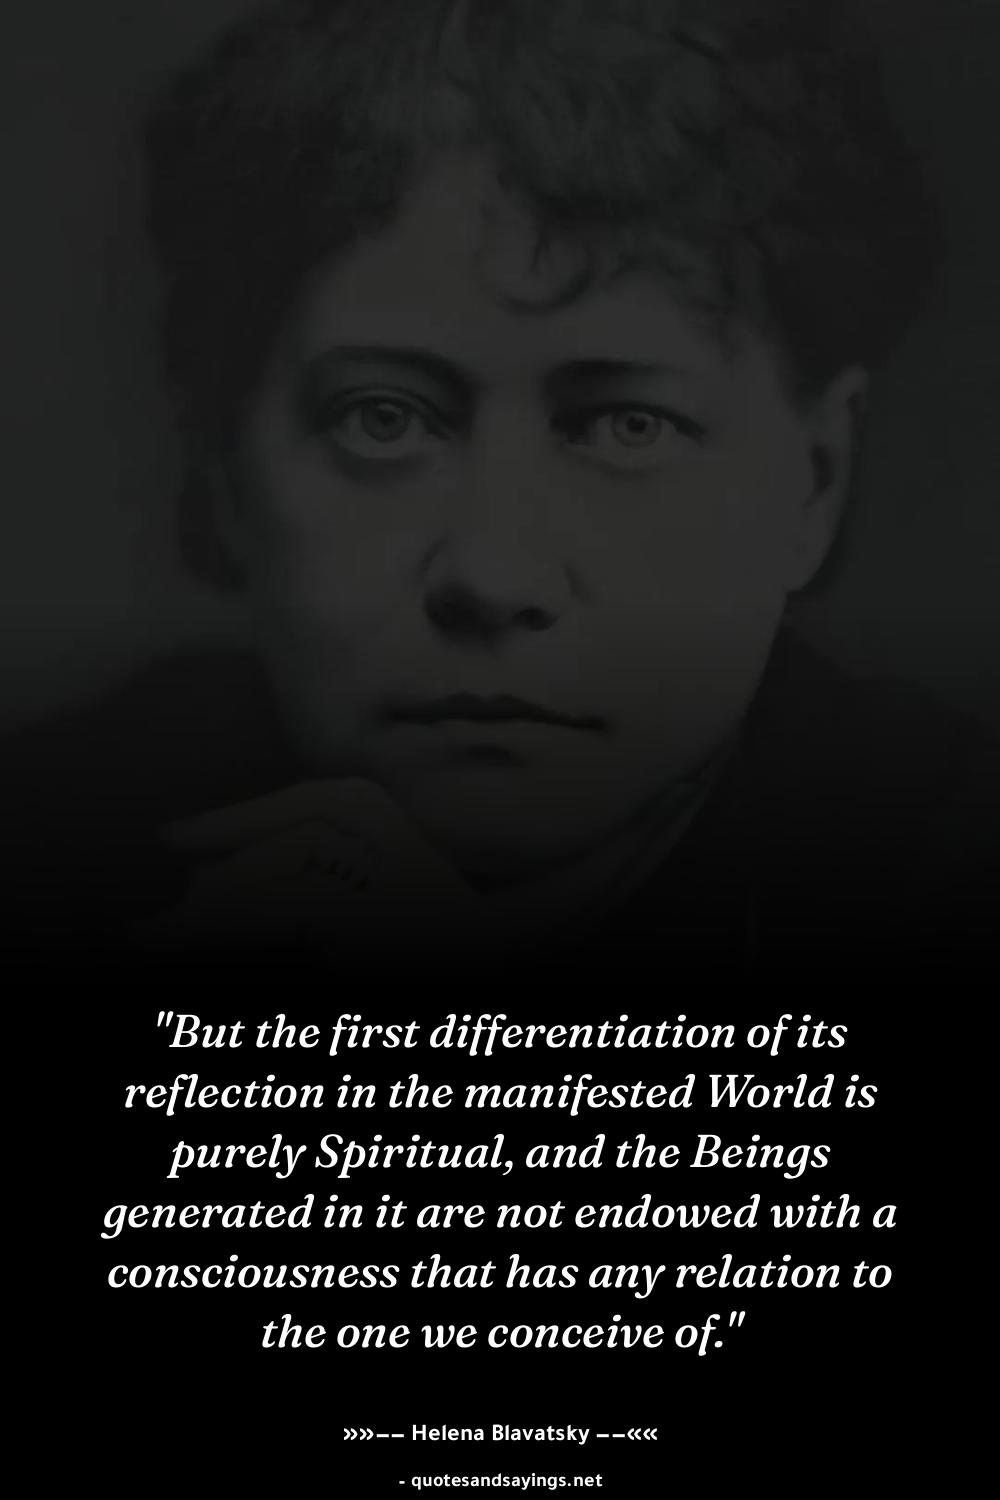 "But the first differentiation of its
reflection in the manifested World is
purely Spiritual, and the Beings
generated in it are not endowed with a
consciousness that has any relation to
the one we conceive of."
»»–– Helena Blavatsky ––««
- quotesandsayings.net